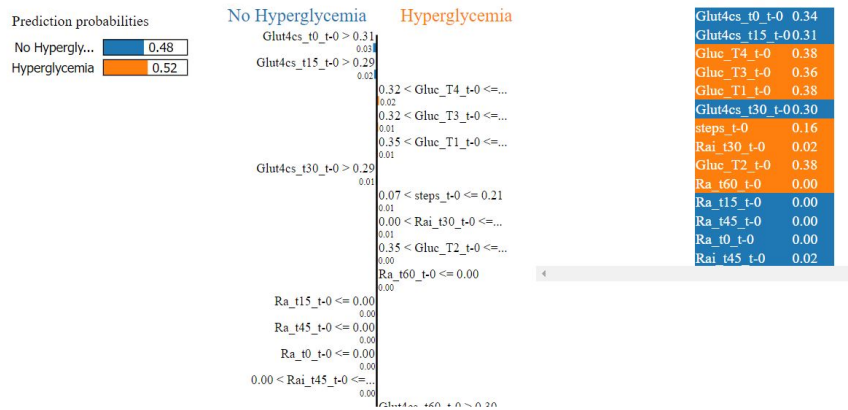 Prediction probabilities
No Hypergly... 0.48
Hyperglycemia 0.52
No Hyperglycemia Hyperglycemia
Glut4cs_t0_t-0 > 0.31
0.03
Glut4cs_t15_t-0 > 0.29
0.02
0.32 < Gluc_T4_t-0 <=...
0.02
0.32 < Gluc_T3_t-0 <=...
0.01
0.35 < Gluc_T1_t-0 <=...
0.01
Glut4cs_t30_t-0 > 0.29
0.01
0.07 < steps_t-0 <= 0.21
0.01
0.00 < Rai_t30_t-0 <=...
0.01
0.35 < Gluc_T2_t-0 <=...
0.00
Ra_t60_t-0 <= 0.00
0.00
Ra_t15_t-0 <= 0.00
0.00
Ra_t45_t-0 <= 0.00
0.00
Ra_t0_t-0 <= 0.00
0.00
0.00 < Rai_t45_t-0 <=...
0.00
Glut4cs_t60_t-0 > 0.30
Glut4cs_t0_t-0 0.34
Glut4cs_t15_t-0 0.31
Gluc_T4_t-0 0.38
Gluc_T3_t-0 0.36
Gluc_T1_t-0 0.38
Glut4cs_t30_t-0 0.30
steps_t-0 0.16
Rai_t30_t-0 0.02
Gluc_T2_t-0 0.38
Ra_t60_t-0 0.00
Ra_t15_t-0 0.00
Ra_t45_t-0 0.00
Ra_t0_t-0 0.00
Rai_t45_t-0 0.02